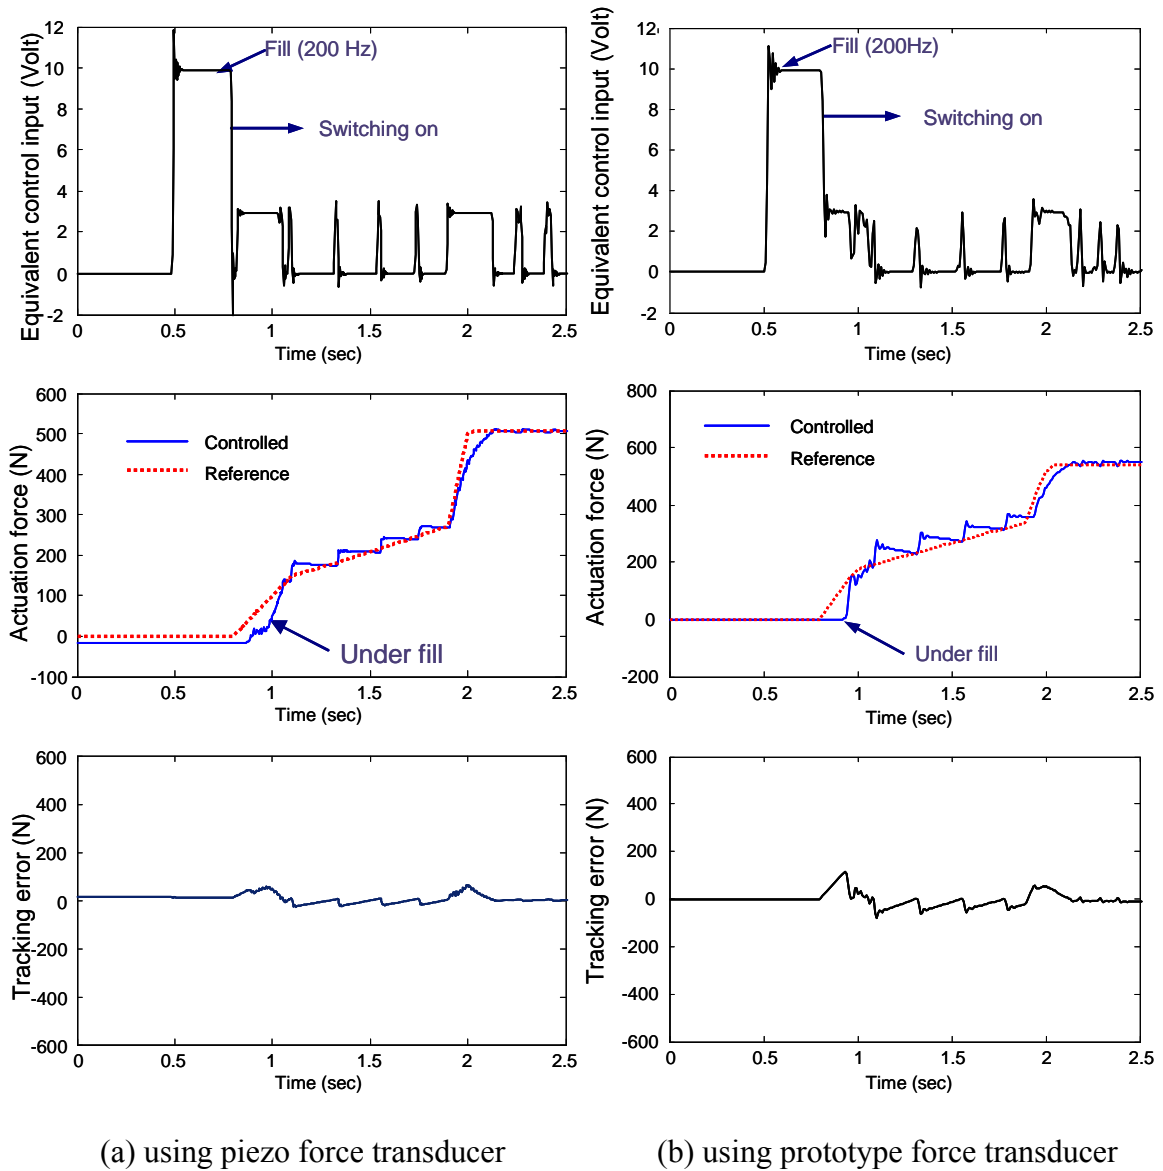 Equivalent control input (Volt)
12
10
8
6
4
2
0
-2
Fill (200 Hz)
Switching on
0 0.5 1 1.5 2 2.5
Time (sec)
Equivalent control input (Volt)
12
10
8
6
4
2
0
-2
Fill (200Hz)
Switching on
0 0.5 1 1.5 2 2.5
Time (sec)
Actuation force (N)
600
500
400
300
200
100
0
-100
Controlled
Reference
Under fill
0 0.5 1 1.5 2 2.5
Time (sec)
Actuation force (N)
800
600
400
200
0
-200
Controlled
Reference
Under fill
0 0.5 1 1.5 2 2.5
Time (sec)
Tracking error (N)
600
400
200
0
-200
-400
-600
0 0.5 1 1.5 2 2.5
Time (sec)
Tracking error (N)
600
400
200
0
-200
-400
-600
0 0.5 1 1.5 2 2.5
Time (sec)
(a) using piezo force transducer
(b) using prototype force transducer